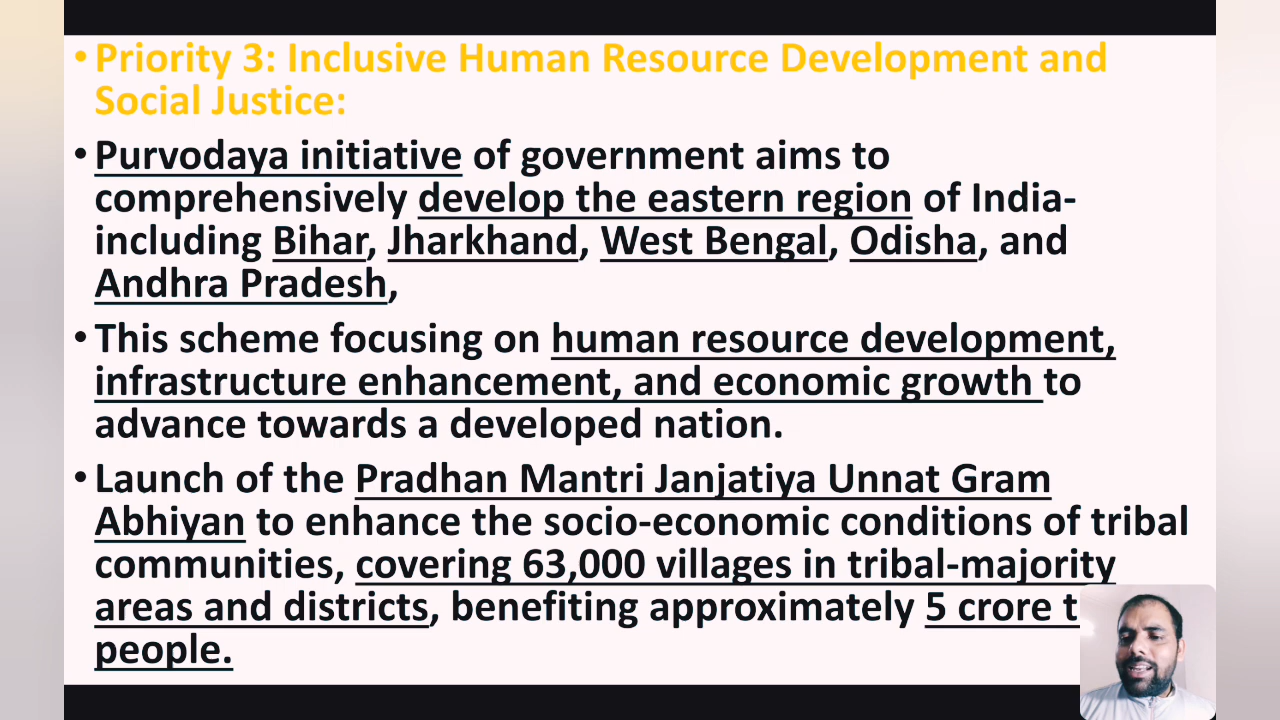 • Priority 3: Inclusive Human Resource Development and
Social Justice:
• Purvodaya initiative of government aims to
comprehensively develop the eastern region of India-
including Bihar, Jharkhand, West Bengal, Odisha, and
Andhra Pradesh,
• This scheme focusing on human resource development,
infrastructure enhancement, and economic growth to
advance towards a developed nation.
• Launch of the Pradhan Mantri Janjatiya Unnat Gram
Abhiyan to enhance the socio-economic conditions of tribal
communities, covering 63,000 villages in tribal-majority
areas and districts, benefiting approximately 5 crore
people.